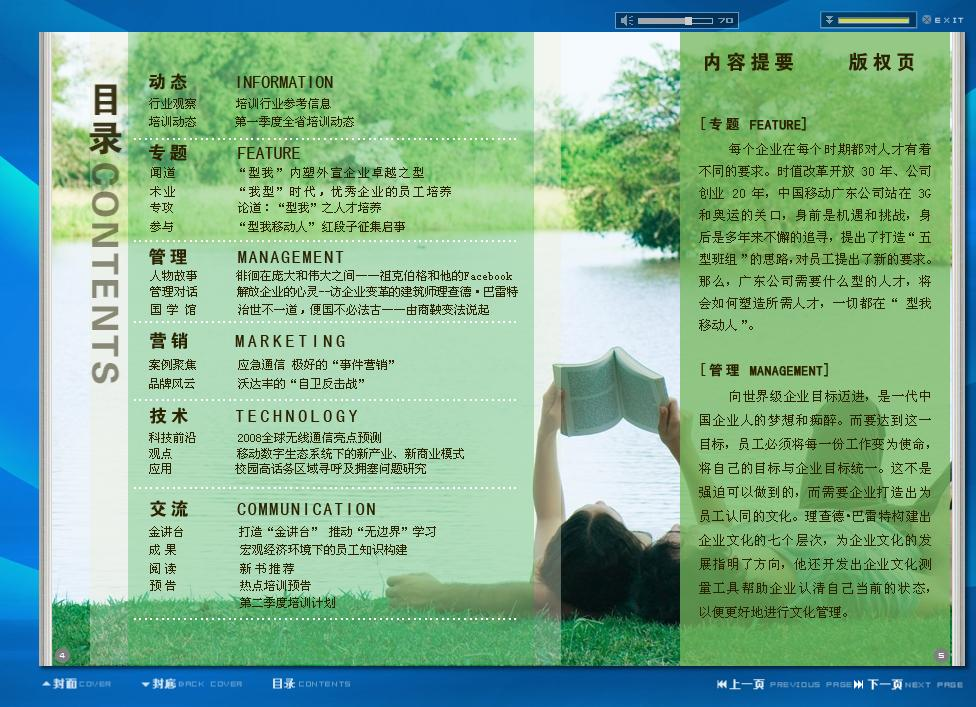 70
EXIT
目录 CONTENTS
动态 INFORMATION
行业观察 培训行业参考信息
培训动态 第一季度全省培训动态
专题 FEATURE
闻道 “型我”内塑外宣企业卓越之型
术业 “我型”时代，优秀企业的员工培养
专攻 论道：“型我”之人才培养
参与 “型我移动人”红段子征集启事
管理 MANAGEMENT
人物故事 徘徊在庞大和伟大之间——祖克伯格和他的Facebook
管理对话 解放企业的心灵--访企业变革的建筑师理查德·巴雷特
国学馆 治世不一道，便国不必法古——由商鞅变法说起
营销 MARKETING
案例聚焦 应急通信 极好的“事件营销”
品牌风云 沃达丰的“自卫反击战”
技术 TECHNOLOGY
科技前沿 2008全球无线通信亮点预测
观点 移动数字生态系统下的新产业、新商业模式
应用 校园高话务区域寻呼及拥塞问题研究
交流 COMMUNICATION
金讲台 打造“金讲台” 推动“无边界”学习
成果 宏观经济环境下的员工知识构建
阅读 新书推荐
预告 热点培训预告
第二季度培训计划
4
内容提要 版权页
[专题 FEATURE]
每个企业在每个时期都对人才有着
不同的要求。时值改革开放 30 年、公司
创业 20 年，中国移动广东公司站在 3G
和奥运的关口，身前是机遇和挑战，身
后是多年来不懈的追寻，提出了打造“五
型班组”的思路，对员工提出了新的要求。
那么，广东公司需要什么型的人才，将
会如何塑造所需人才，一切都在“ 型我
移动人”。
[管理 MANAGEMENT]
向世界级企业目标迈进，是一代中
国企业人的梦想和痴醉。而要达到这一
目标，员工必须将每一份工作变为使命，
将自己的目标与企业目标统一。这不是
强迫可以做到的，而需要企业打造出为
员工认同的文化。理查德·巴雷特构建出
企业文化的七个层次，为企业文化的发
展指明了方向，他还开发出企业文化测
量工具帮助企业认清自己当前的状态，
以便更好地进行文化管理。
5
封面 COVER 封底 BACK COVER 目录 CONTENTS 上一页 PREVIOUS PAGE 下一页 NEXT PAGE